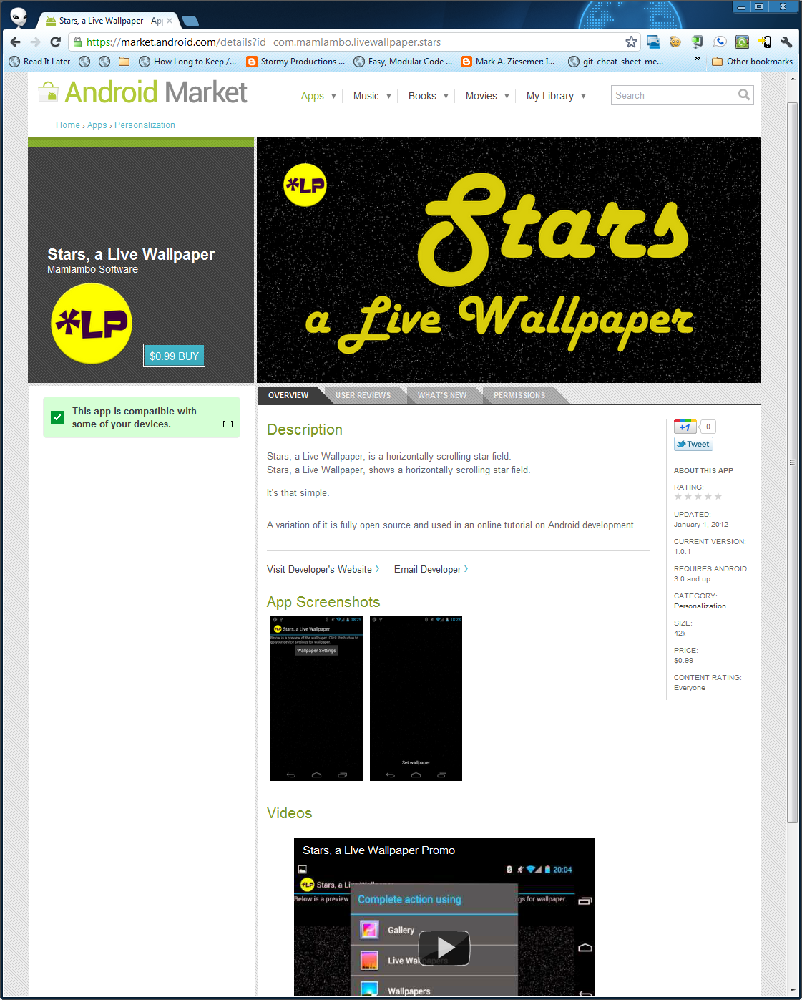 Stars, a Live Wallpaper - Ap
https://market.android.com/details?id=com.mamlambo.livewallpaper.stars
Read It Later
How Long to Keep /...
Stormy Productions ...
Easy, Modular Code ...
Mark A. Ziesemer: I...
git-cheat-sheet-me...
»
Other bookmarks
Android Market
Apps
Music
Books
Movies
My Library
Search
Home › Apps › Personalization
*LP
Stars
a Live Wallpaper
Stars, a Live Wallpaper
Mamlambo Software
*LP
$0.99 BUY
This app is compatible with
some of your devices.
[+]
OVERVIEW
USER REVIEWS
WHAT'S NEW
PERMISSIONS
Description
Stars, a Live Wallpaper, is a horizontally scrolling star field.
Stars, a Live Wallpaper, shows a horizontally scrolling star field.
It's that simple.
A variation of it is fully open source and used in an online tutorial on Android development.
Visit Developer's Website ›
Email Developer ›
+1
0
Tweet
ABOUT THIS APP
RATING:
UPDATED:
January 1, 2012
CURRENT VERSION:
1.0.1
REQUIRES ANDROID:
3.0 and up
CATEGORY:
Personalization
SIZE:
42k
PRICE:
$0.99
CONTENT RATING:
Everyone
App Screenshots
18:25
*LP Stars, a Live Wallpaper
Below is a preview of the wallpaper. Click the button to
go your device settings for wallpaper.
Wallpaper Settings
18:28
Set wallpaper
Videos
Stars, a Live Wallpaper Promo
20:04
*LP Stars, a Live Wallpaper
Below is a preview
gs for wallpaper.
Complete action using
Gallery
Live Wallpapers
Wallpapers